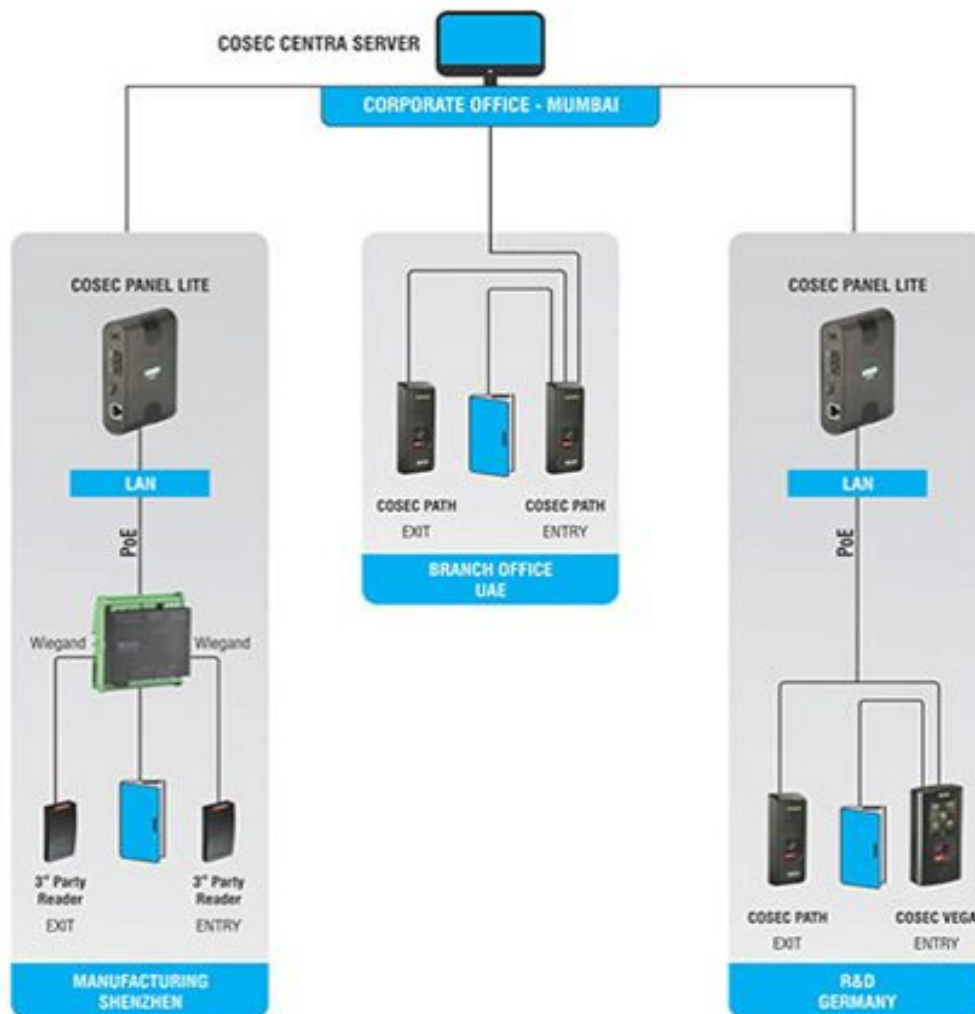 COSEC CENTRA SERVER
CORPORATE OFFICE - MUMBAI
COSEC PANEL LITE
LAN
PoE
Wiegand
Wiegand
3" Party
Reader
EXIT
3" Party
Reader
ENTRY
MANUFACTURING
SHENZHEN
COSEC PATH
EXIT
COSEC PATH
ENTRY
BRANCH OFFICE
UAE
COSEC PANEL LITE
LAN
PoE
COSEC PATH
EXIT
COSEC VEGA
ENTRY
R&D
GERMANY